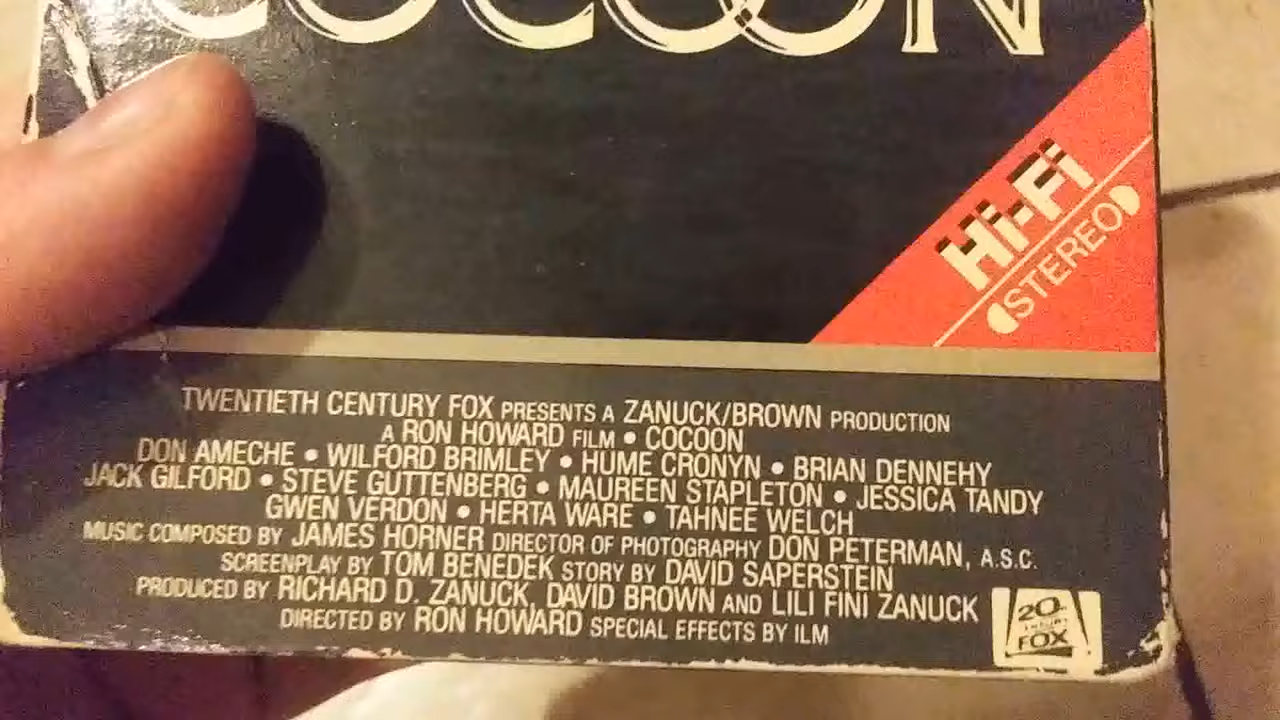 COCOON
Hi-Fi
STEREO
TWENTIETH CENTURY FOX PRESENTS A ZANUCK/BROWN PRODUCTION
A RON HOWARD FILM • COCOON
DON AMECHE • WILFORD BRIMLEY • HUME CRONYN • BRIAN DENNEHY
JACK GILFORD • STEVE GUTTENBERG • MAUREEN STAPLETON • JESSICA TANDY
GWEN VERDON • HERTA WARE • TAHNEE WELCH
MUSIC COMPOSED BY JAMES HORNER DIRECTOR OF PHOTOGRAPHY DON PETERMAN, A.S.C.
SCREENPLAY BY TOM BENEDEK STORY BY DAVID SAPERSTEIN
PRODUCED BY RICHARD D. ZANUCK, DAVID BROWN AND LILI FINI ZANUCK
DIRECTED BY RON HOWARD SPECIAL EFFECTS BY ILM
20
FOX